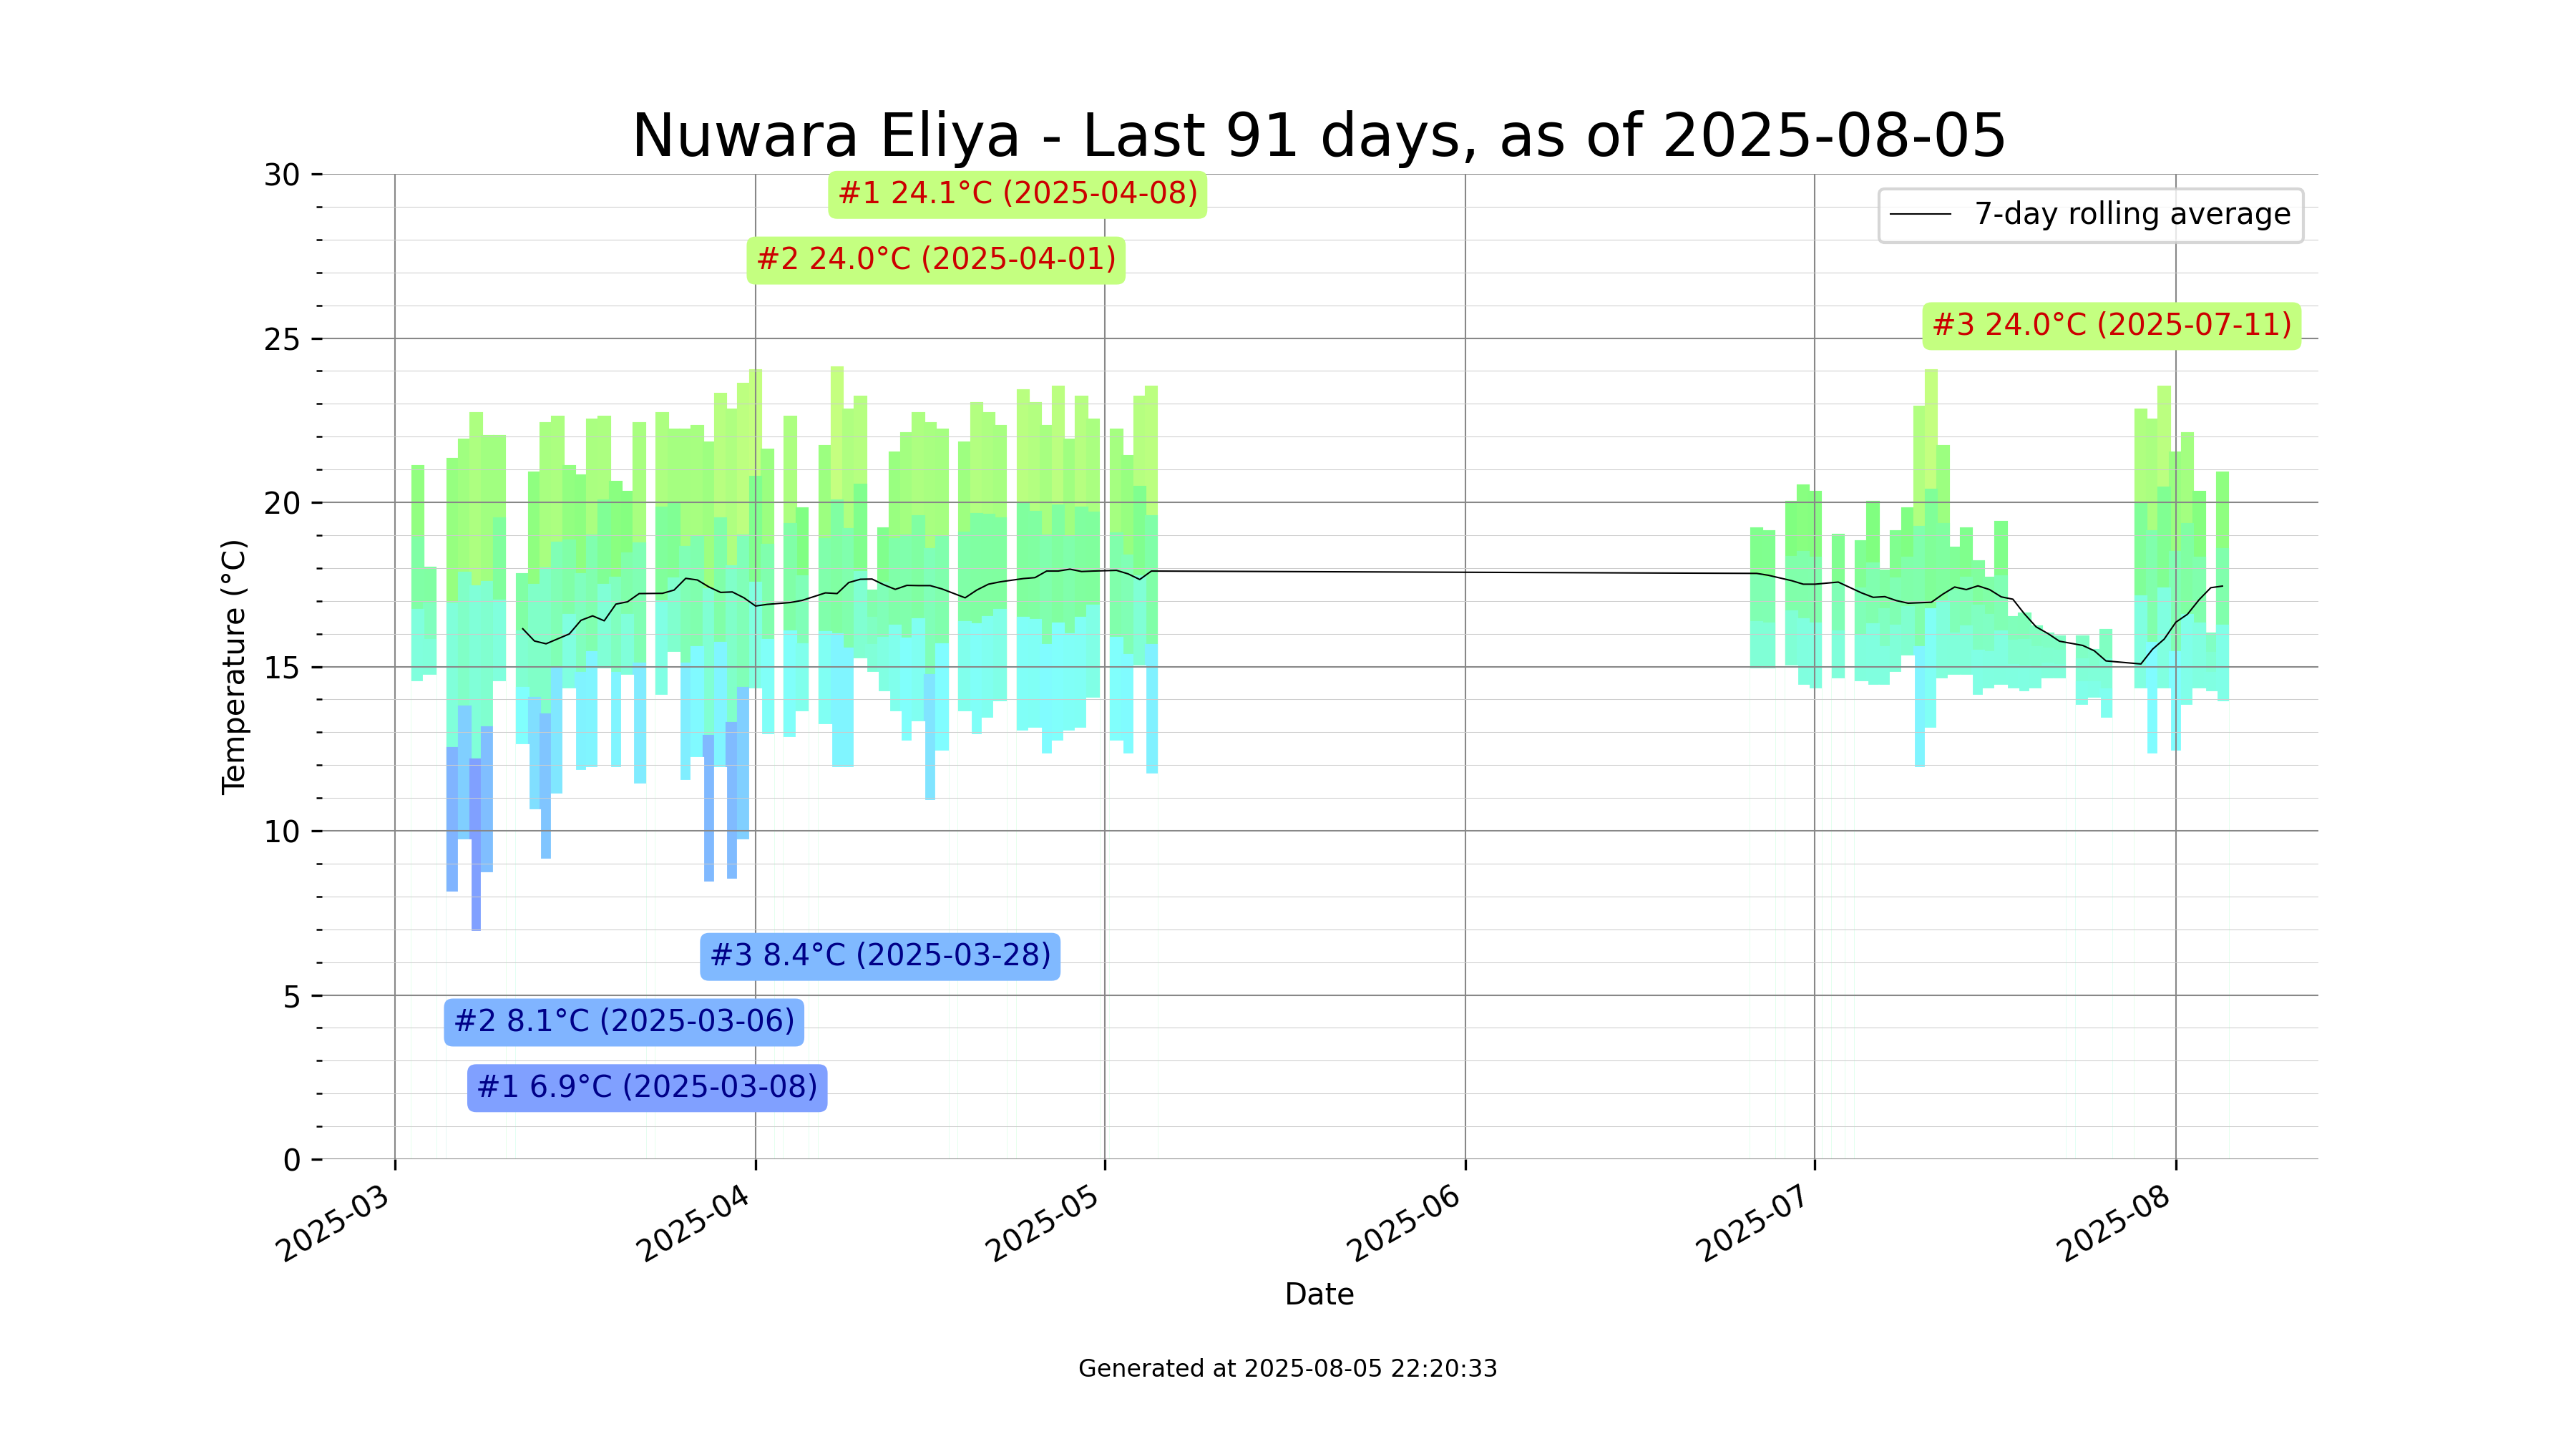 Nuwara Eliya - Last 91 days, as of 2025-08-05
30
25
20
15
10
5
0
Temperature (°C)
#1 24.1°C (2025-04-08)
#2 24.0°C (2025-04-01)
#3 24.0°C (2025-07-11)
7-day rolling average
#3 8.4°C (2025-03-28)
#2 8.1°C (2025-03-06)
#1 6.9°C (2025-03-08)
2025-03
2025-04
2025-05
2025-06
2025-07
2025-08
Date
Generated at 2025-08-05 22:20:33